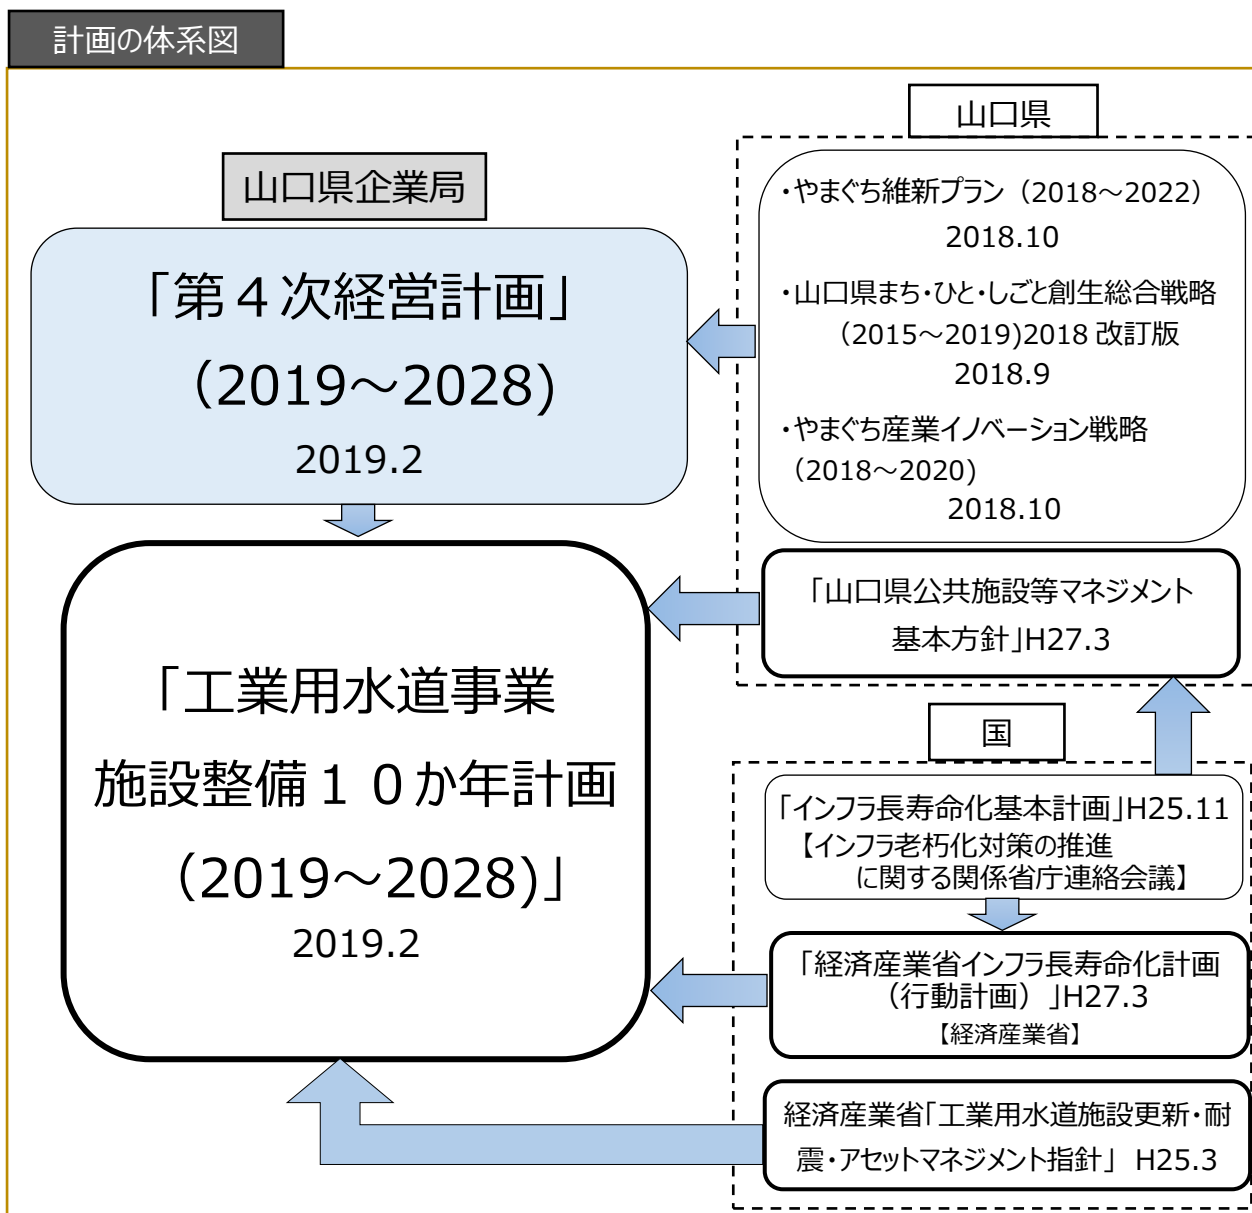 計画の体系図
山口県企業局
「第４次経営計画」
（2019～2028)
2019.2
「工業用水道事業
施設整備１０か年計画
（2019～2028)」
2019.2
山口県
・やまぐち維新プラン（2018～2022）
2018.10
・山口県まち・ひと・しごと創生総合戦略
（2015～2019)2018 改訂版
2018.9
・やまぐち産業イノベーション戦略
（2018～2020)
2018.10
「山口県公共施設等マネジメント
基本方針」H27.3
国
「インフラ長寿命化基本計画」H25.11
【インフラ老朽化対策の推進
に関する関係省庁連絡会議】
「経済産業省インフラ長寿命化計画
（行動計画）」H27.3
【経済産業省】
経済産業省「工業用水道施設更新・耐
震・アセットマネジメント指針」 H25.3